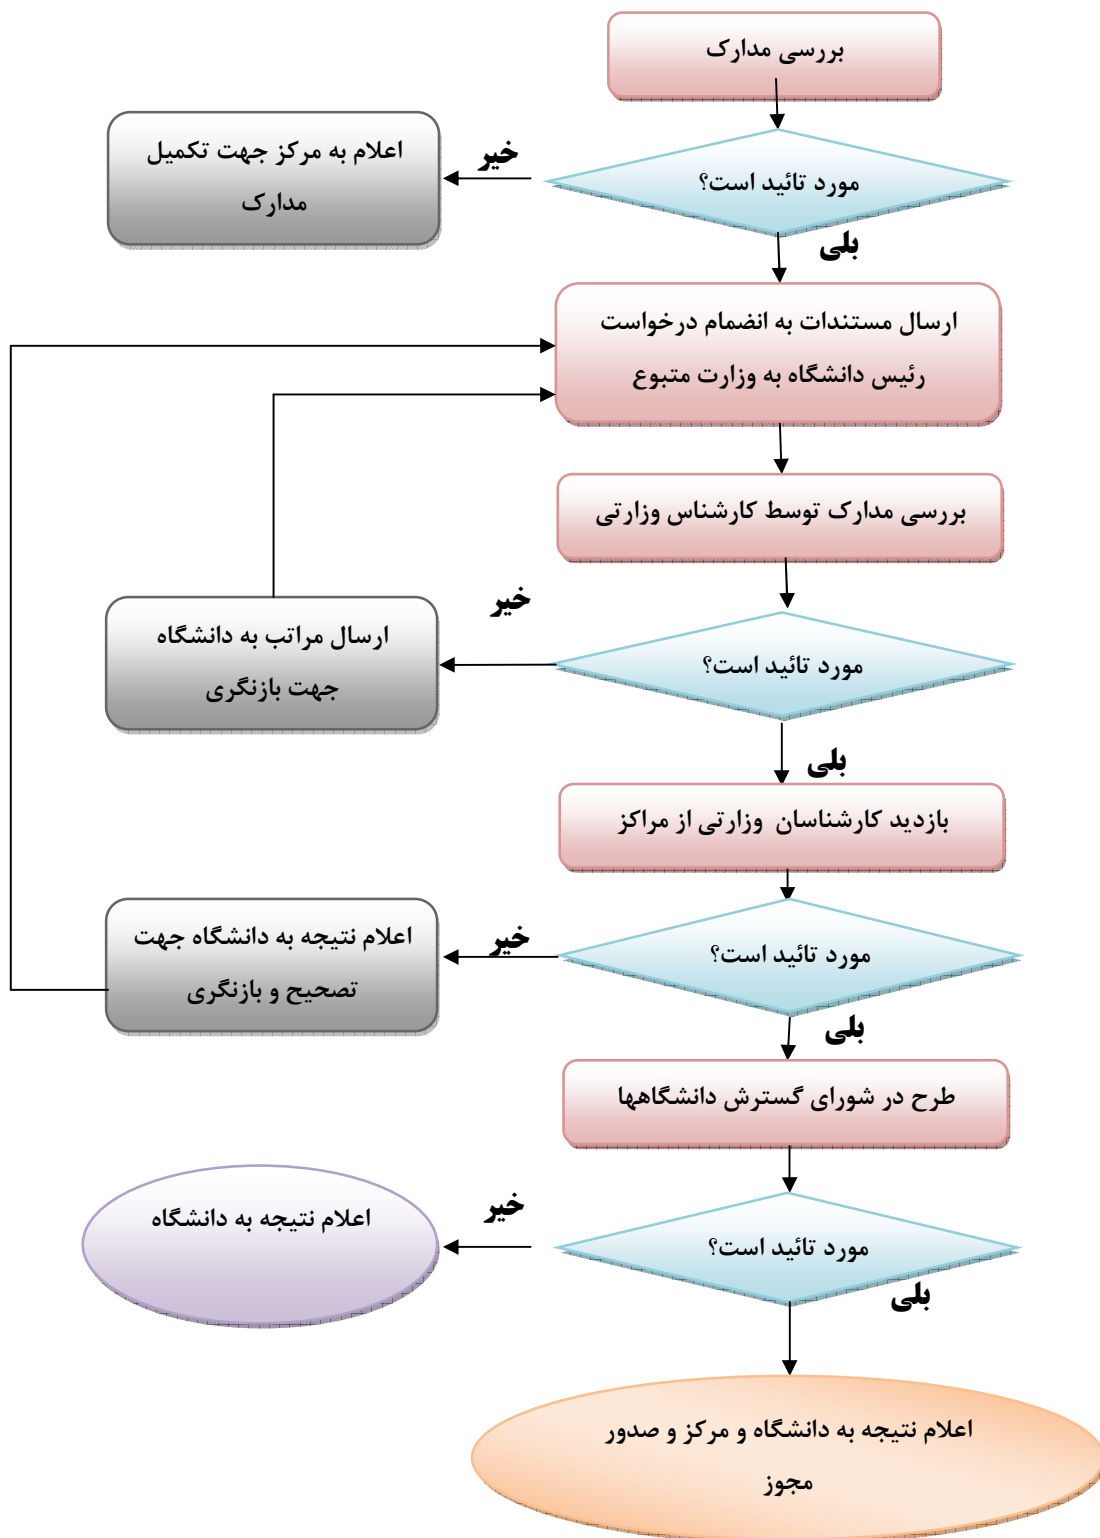 بررسی مدارک
مورد تائید است؟
خیر
اعلام به مرکز جهت تکمیل
مدارک
بلی
ارسال مستندات به انضمام درخواست
رئیس دانشگاه به وزارت متبوع
بررسی مدارک توسط کارشناس وزارتی
خیر
مورد تائید است؟
ارسال مراتب به دانشگاه
جهت بازنگری
بلی
بازدید کارشناسان وزارتی از مراکز
مورد تائید است؟
خیر
اعلام نتیجه به دانشگاه جهت
تصحیح و بازنگری
بلی
طرح در شورای گسترش دانشگاهها
مورد تائید است؟
خیر
اعلام نتیجه به دانشگاه
بلی
اعلام نتیجه به دانشگاه و مرکز و صدور
مجوز